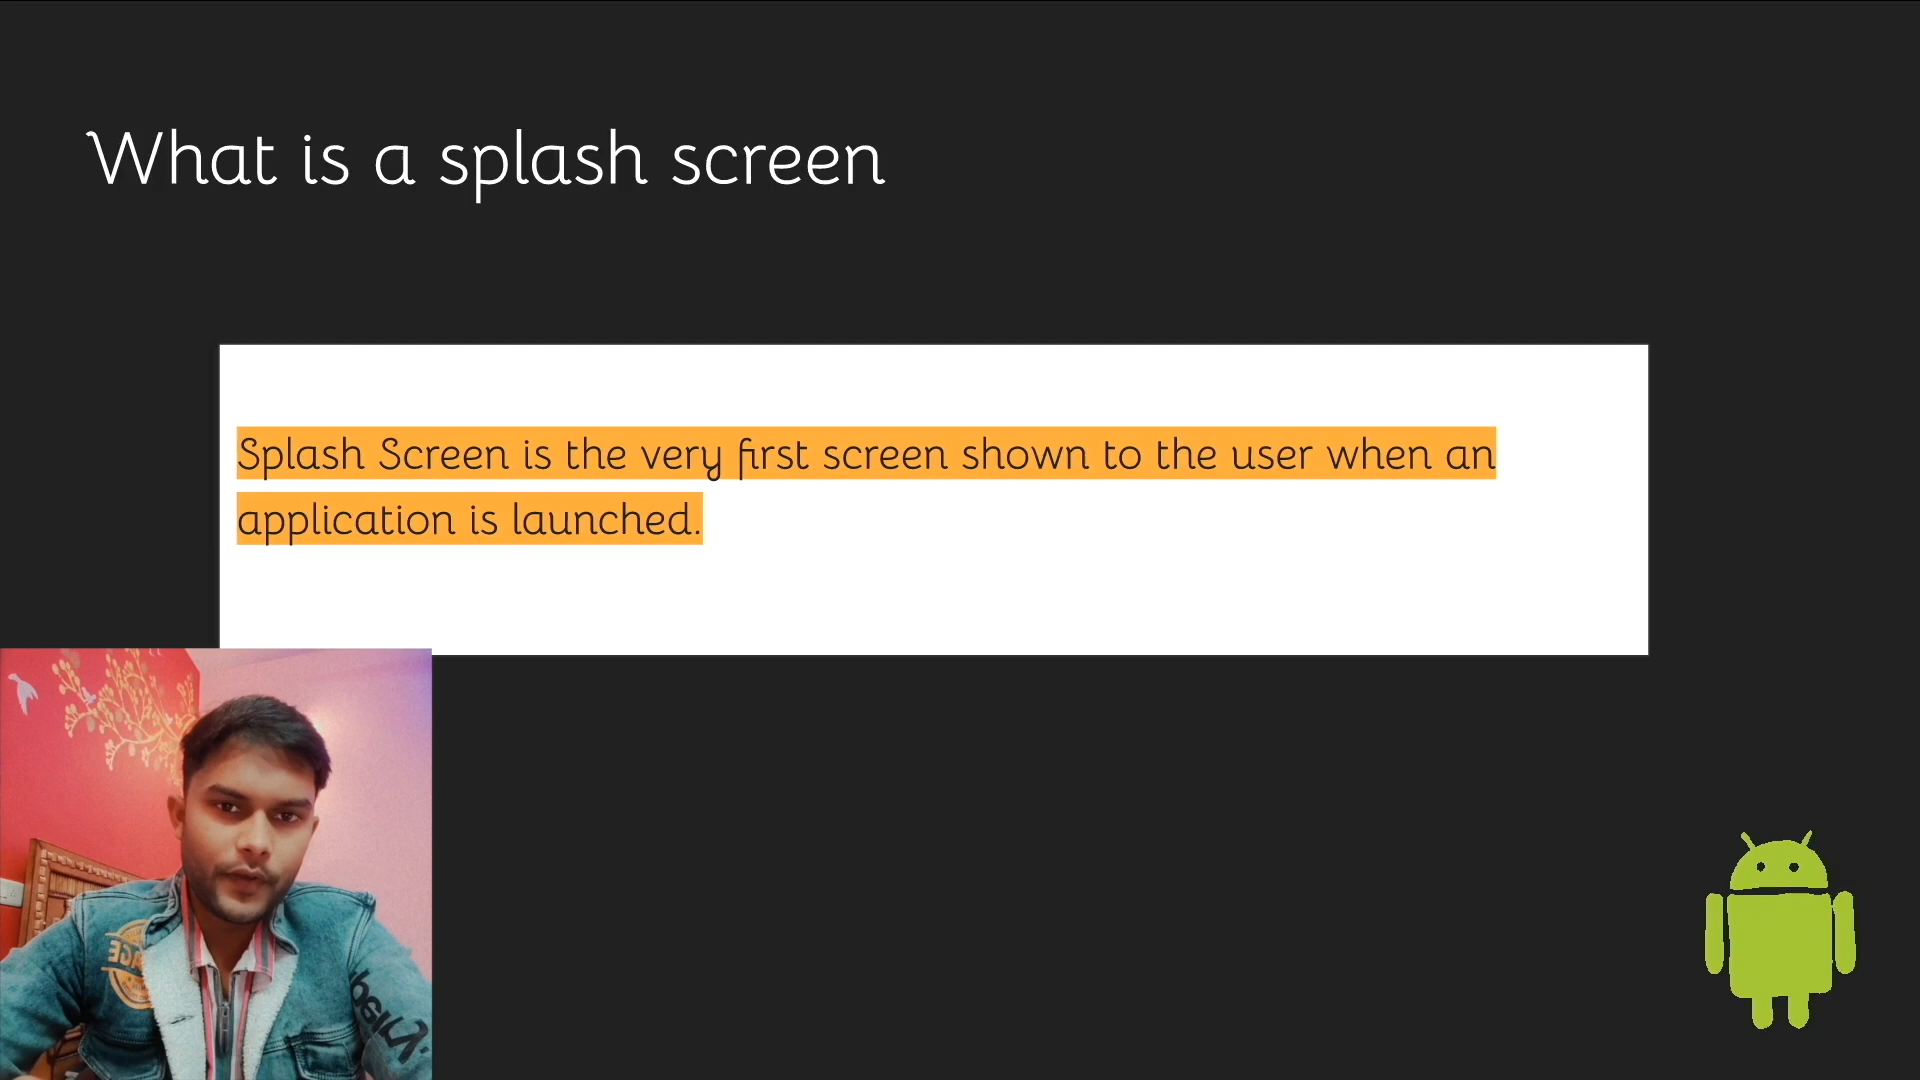 What is a splash screen
Splash Screen is the very first screen shown to the user when an
application is launched.